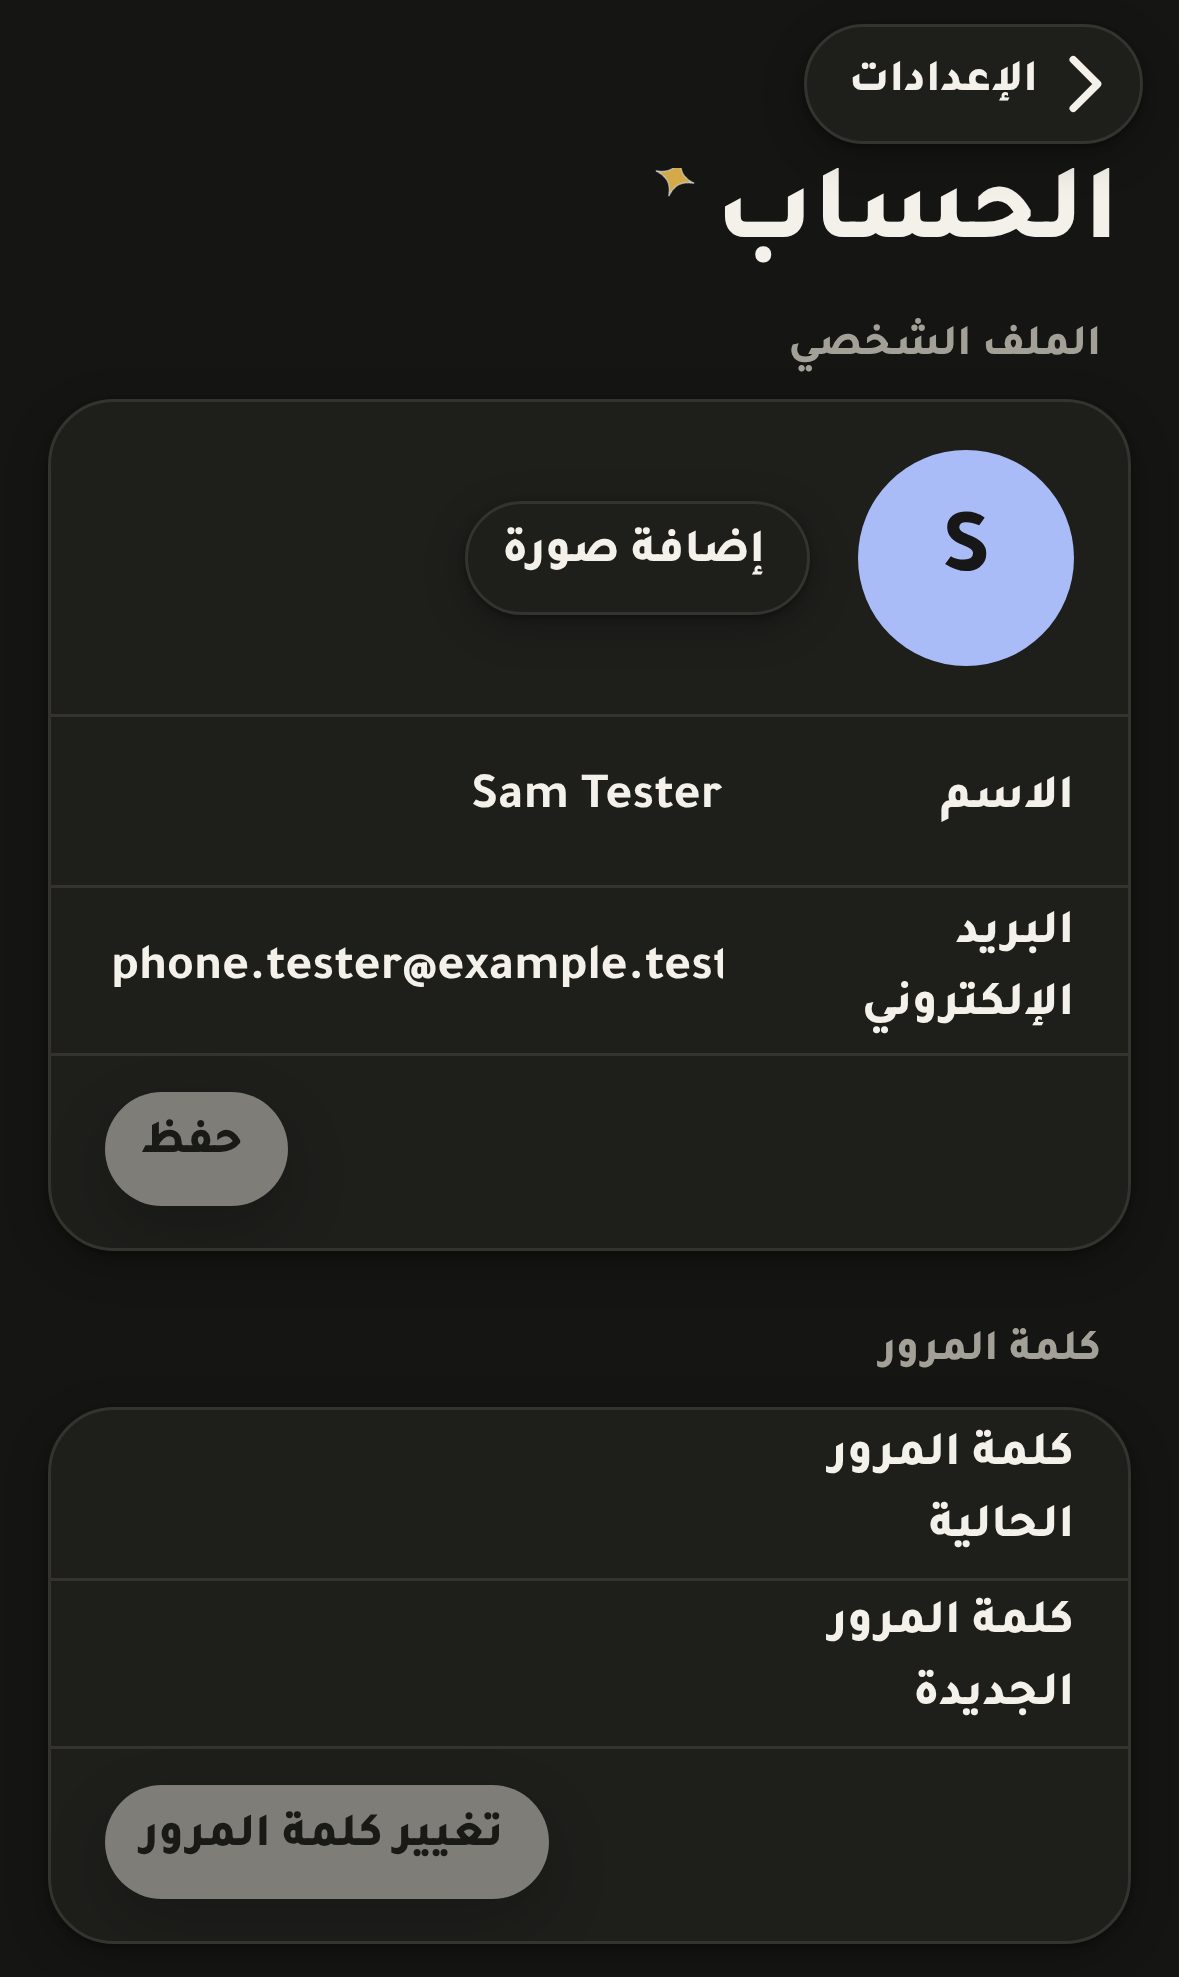 الإعدادات
الحساب
الملف الشخصي
S
إضافة صورة
الاسم
Sam Tester
البريد
الإلكتروني
phone.tester@example.test
حفظ
كلمة المرور
كلمة المرور
الحالية
كلمة المرور
الجديدة
تغيير كلمة المرور